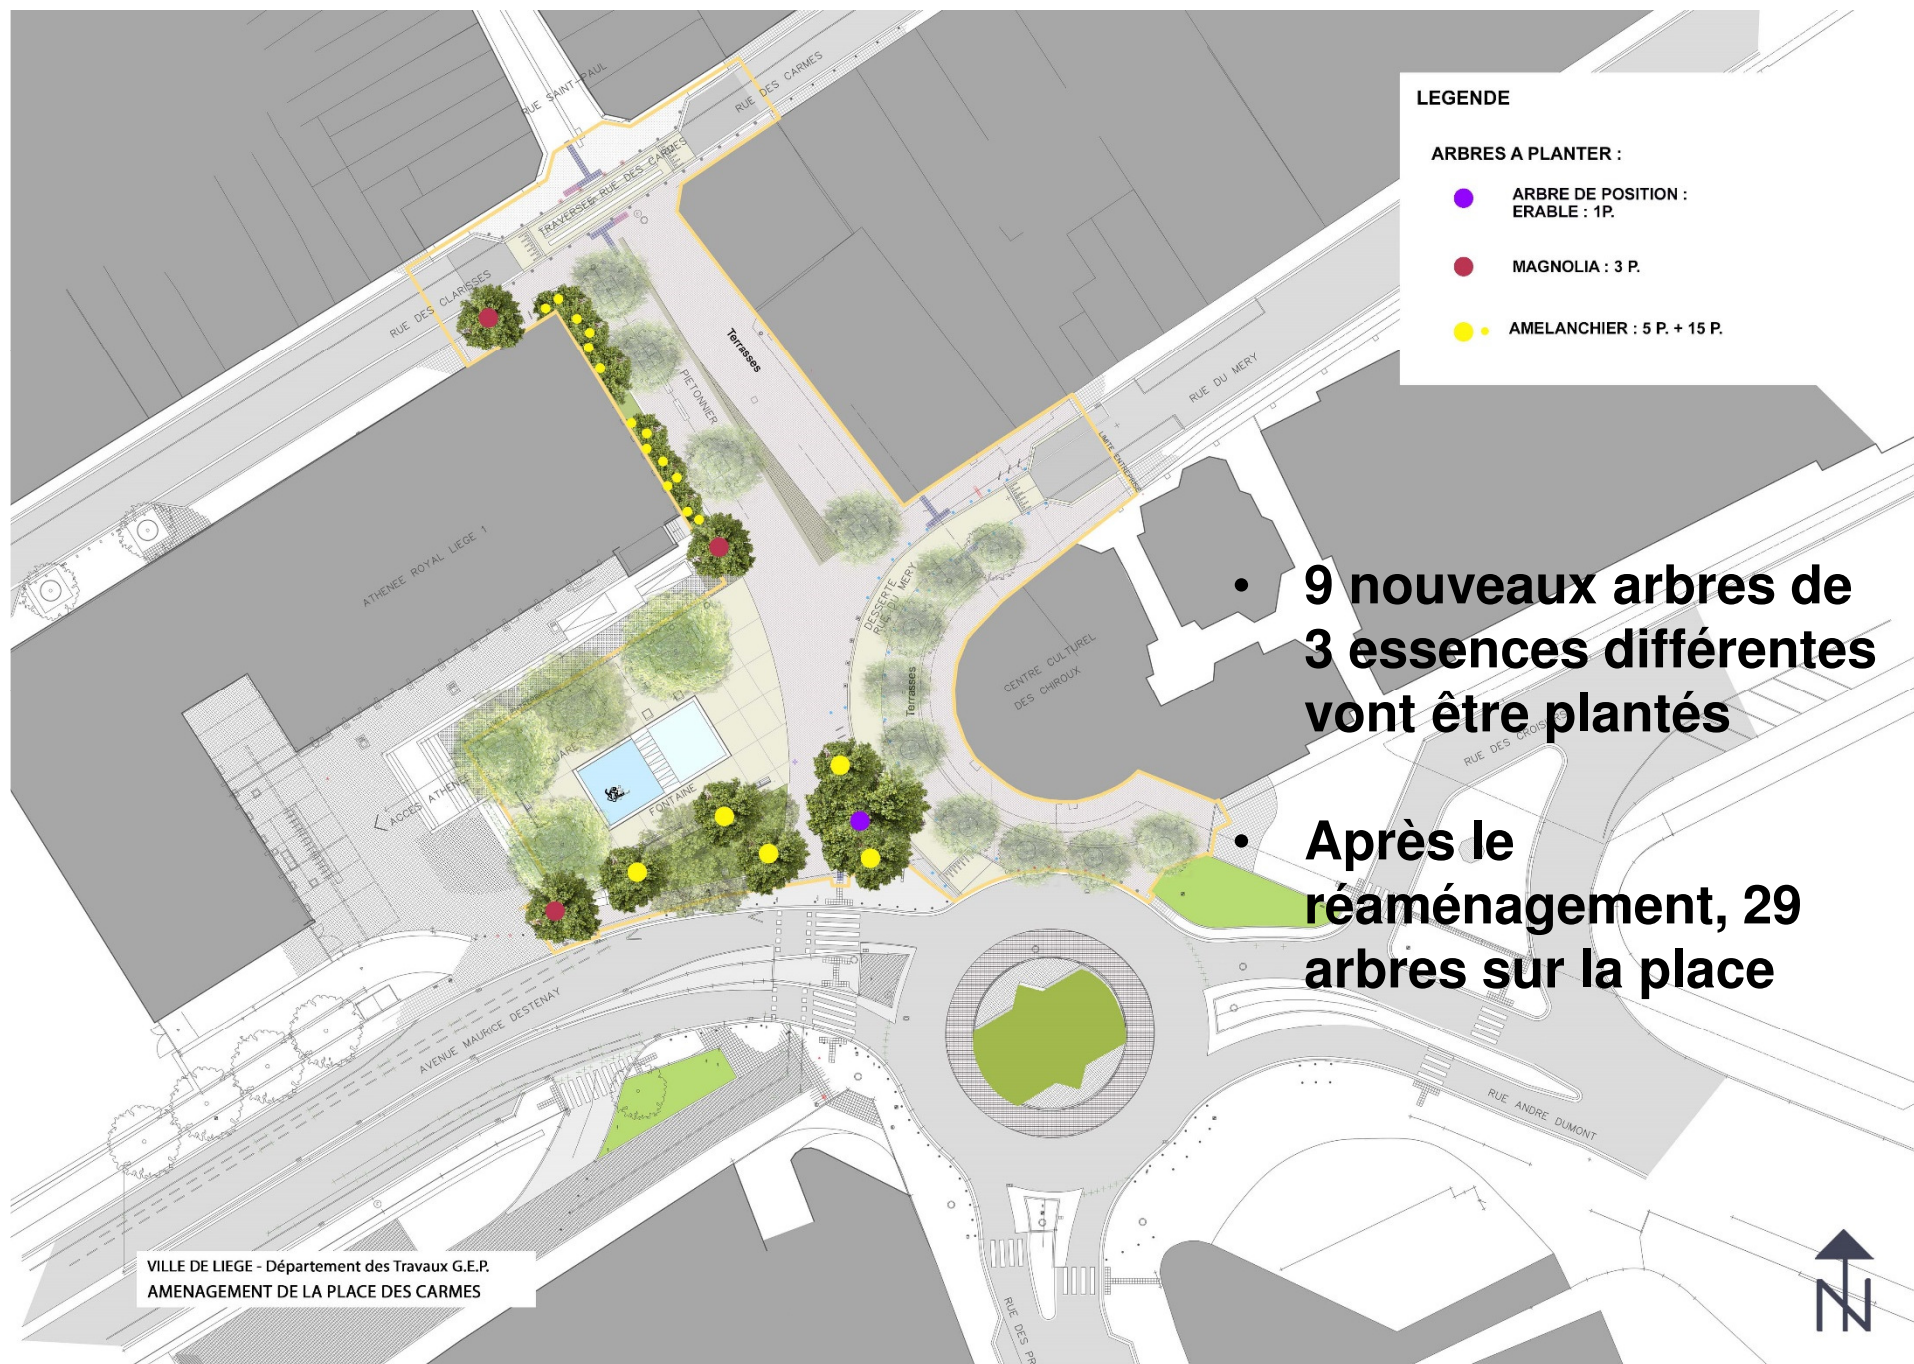 RUE SAINT-PAUL
RUE DES CARMES
TRAVERSEE RUE DES CARMES
RUE DES CLARISSES
LEGENDE
ARBRES A PLANTER :
ARBRE DE POSITION :
ERABLE : 1P.
MAGNOLIA : 3 P.
AMELANCHIER : 5 P. + 15 P.
Terrasses
PIETONNIER
RUE DU MERY
LIMITE ENTREPRISE
ATHENEE ROYAL LIEGE 1
DESSERTE
RUE DU MERY
CENTRE CULTUREL
DES CHIROUX
Terrasses
• 9 nouveaux arbres de
3 essences différentes
vont être plantés
RUE DES CROISIERS
ACCES ATHENEE
FONTAINE
• Après le
réaménagement, 29
arbres sur la place
AVENUE MAURICE DESTENAY
RUE ANDRE DUMONT
VILLE DE LIEGE - Département des Travaux G.E.P.
AMENAGEMENT DE LA PLACE DES CARMES
RUE DES
N